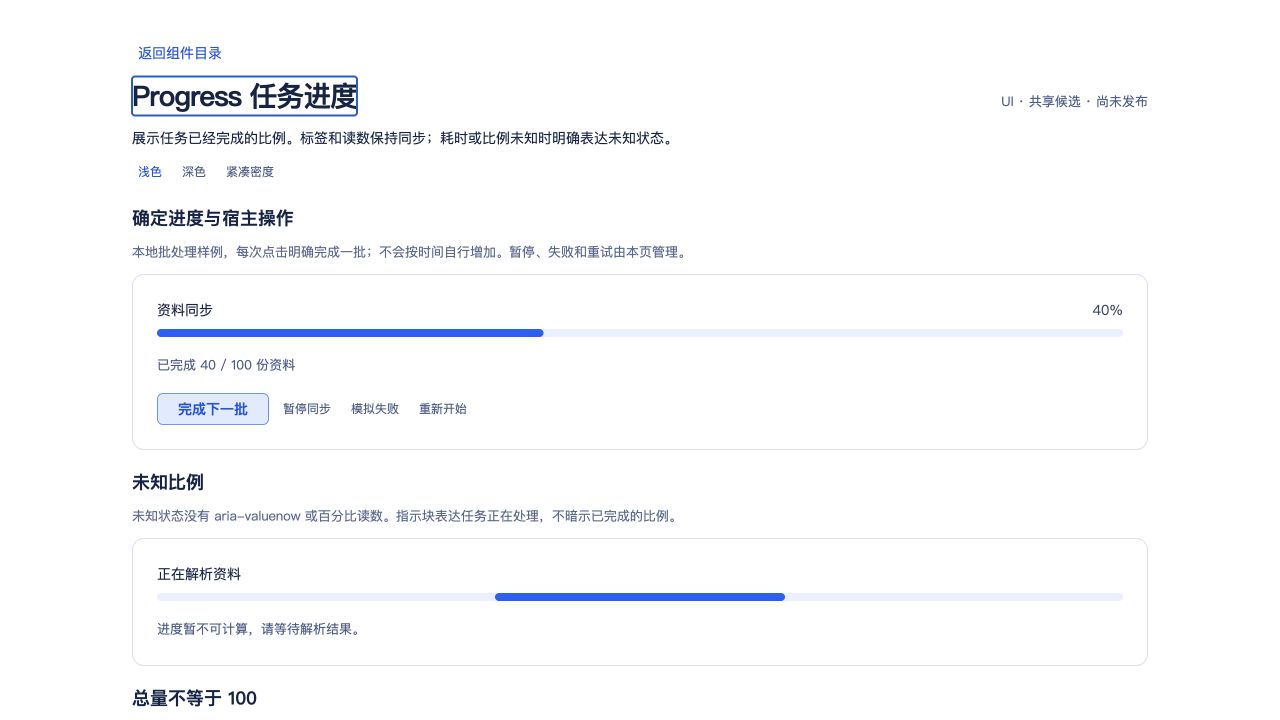 返回组件目录
Progress 任务进度
UI · 共享候选 · 尚未发布
展示任务已经完成的比例。标签和读数保持同步；耗时或比例未知时明确表达未知状态。
浅色 深色 紧凑密度
确定进度与宿主操作
本地批处理样例，每次点击明确完成一批；不会按时间自行增加。暂停、失败和重试由本页管理。
资料同步 40%
已完成 40 / 100 份资料
完成下一批 暂停同步 模拟失败 重新开始
未知比例
未知状态没有 aria-valuenow 或百分比读数。指示块表达任务正在处理，不暗示已完成的比例。
正在解析资料
进度暂不可计算，请等待解析结果。
总量不等于 100